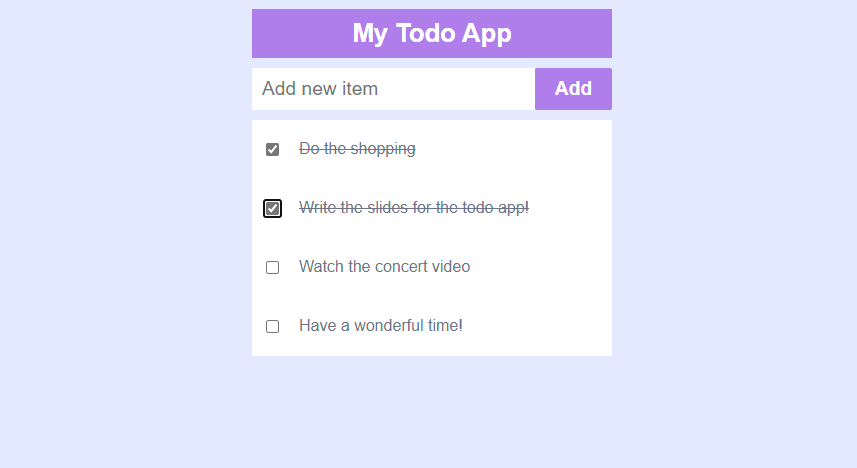 My Todo App
Add new item
Add
Do the shopping
Write the slides for the todo app!
Watch the concert video
Have a wonderful time!